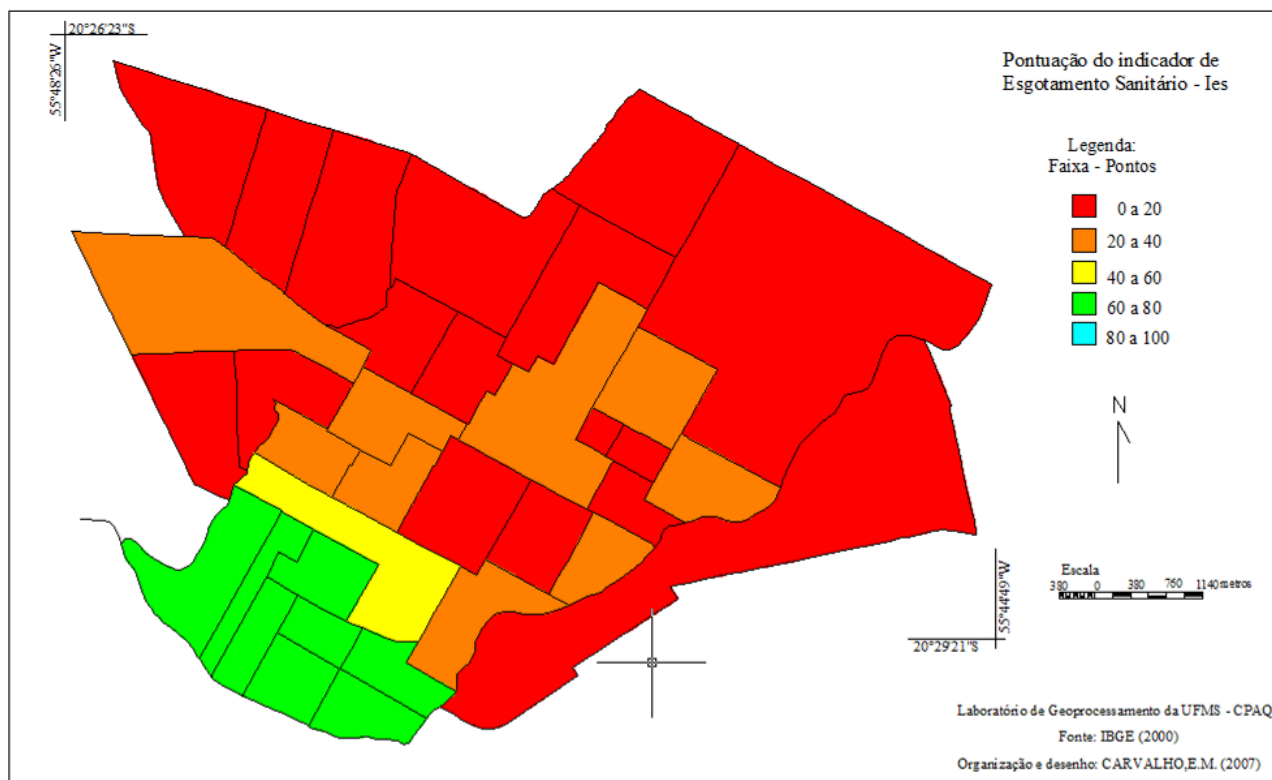 20°26'23"S
55°48'26"W
Pontuação do indicador de
Esgotamento Sanitário - Ies
Legenda:
Faixa - Pontos
0 a 20
20 a 40
40 a 60
60 a 80
80 a 100
N
Escala
380 0 380 760 1140 metros
55°44'49"W
20°29'21"S
Laboratório de Geoprocessamento da UFMS - CPAQ
Fonte: IBGE (2000)
Organização e desenho: CARVALHO,E.M. (2007)